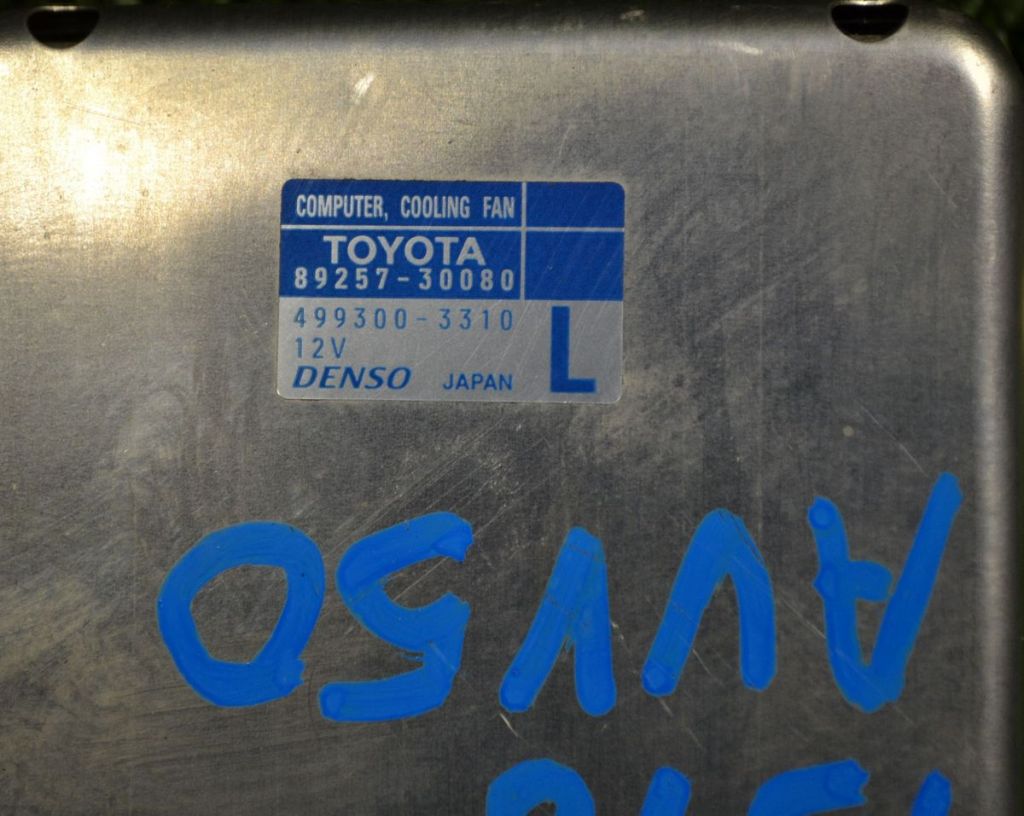 COMPUTER, COOLING FAN
TOYOTA
89257-30080
499300-3310
12V
DENSO JAPAN L
AVV50